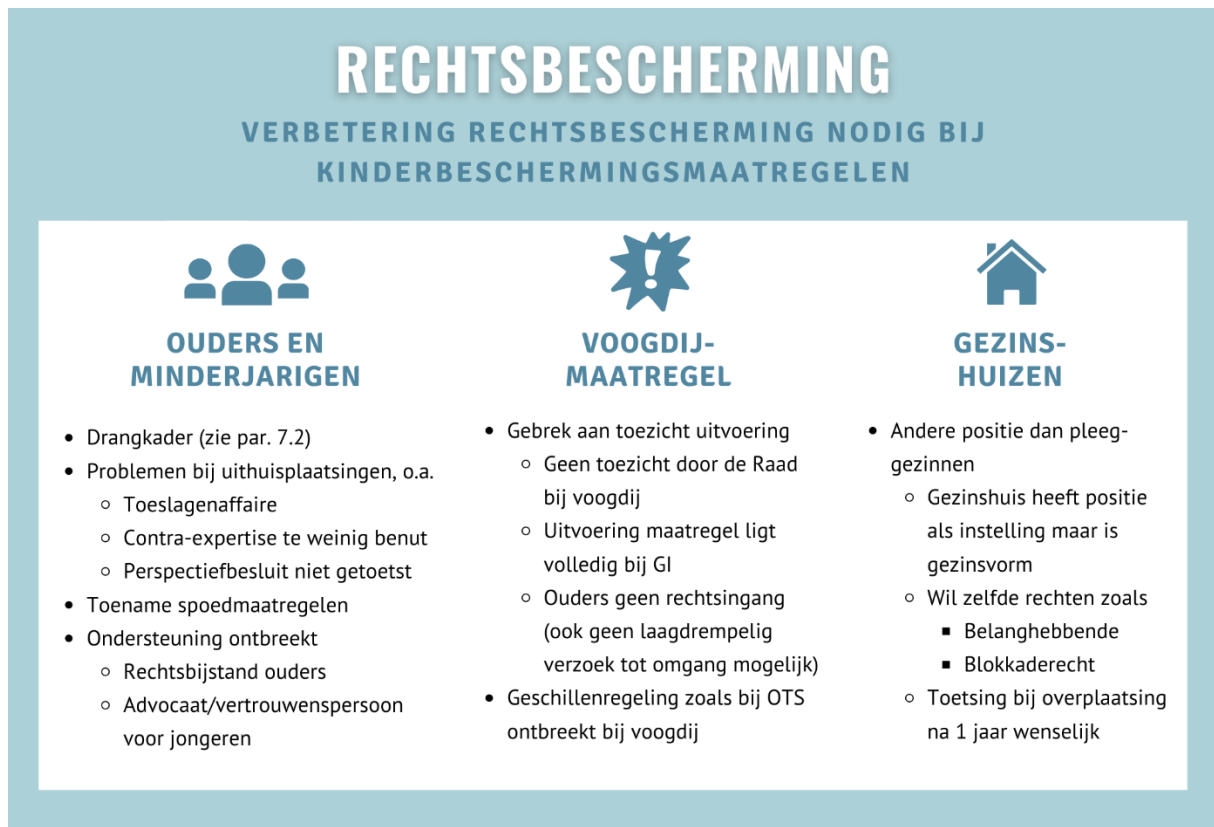 RECHTSBESCHERMING
VERBETERING RECHTSBESCHERMING NODIG BIJ
KINDERBESCHERMINGSMAATREGELEN
OUDERS EN
MINDERJARIGEN
• Drangkader (zie par. 7.2)
• Problemen bij uithuisplaatsingen, o.a.
◦ Toeslagenaffaire
◦ Contra-expertise te weinig benut
◦ Perspectiefbesluit niet getoetst
• Toename spoedmaatregelen
• Ondersteuning ontbreekt
◦ Rechtsbijstand ouders
◦ Advocaat/vertrouwenspersoon
voor jongeren
VOOGDIJ-
MAATREGEL
• Gebrek aan toezicht uitvoering
◦ Geen toezicht door de Raad
bij voogdij
◦ Uitvoering maatregel ligt
volledig bij GI
◦ Ouders geen rechtsingang
(ook geen laagdrempelig
verzoek tot omgang mogelijk)
• Geschillenregeling zoals bij OTS
ontbreekt bij voogdij
GEZINS-
HUIZEN
• Andere positie dan pleeg-
gezinnen
◦ Gezinshuis heeft positie
als instelling maar is
gezinsvorm
◦ Wil zelfde rechten zoals
▪ Belanghebbende
▪ Blokkaderecht
◦ Toetsing bij overplaatsing
na 1 jaar wenselijk